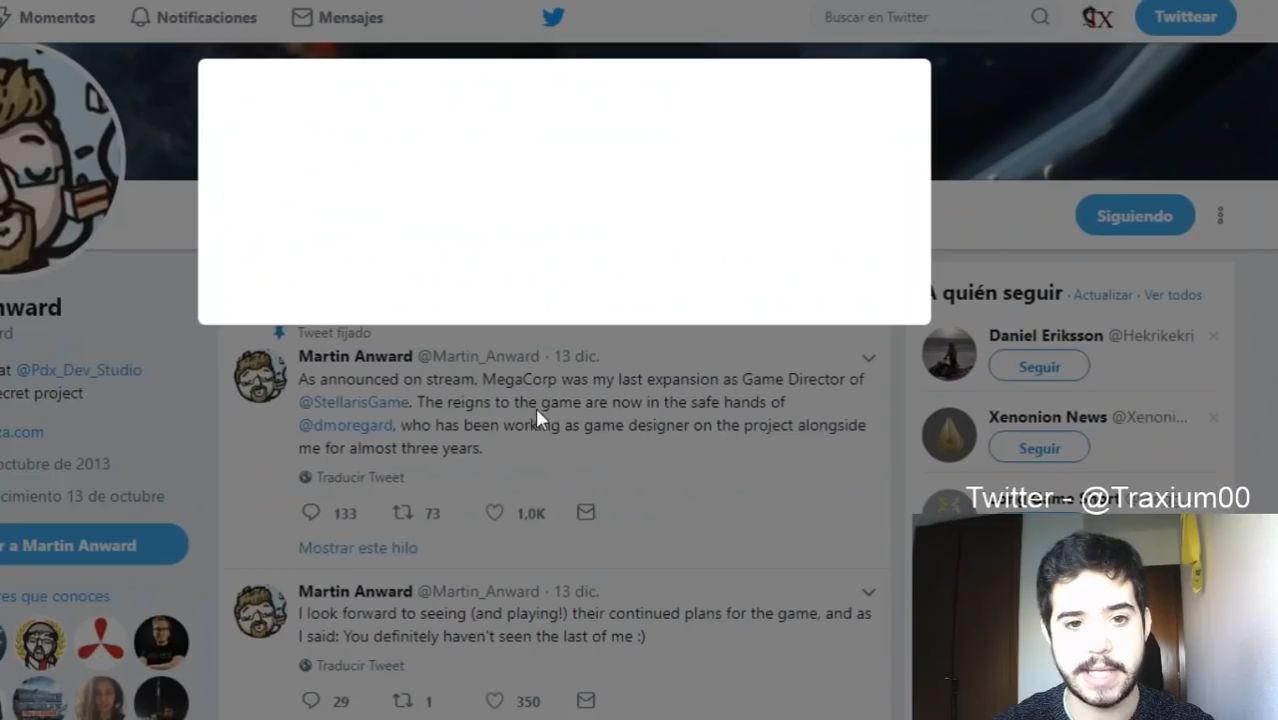 Momentos
Notificaciones
Mensajes
Buscar en Twitter
Twittear
Siguiendo
at @Pdx_Dev_Studio
project
octubre de 2013
13 de octubre
a Martin Anward
que conoces
Tweet fijado
Martin Anward @Martin_Anward · 13 dic.
As announced on stream, MegaCorp was my last expansion as Game Director of
@StellarisGame. The reigns to the game are now in the safe hands of
@dmoregard, who has been working as game designer on the project alongside
me for almost three years.
Traducir Tweet
133 73 1,0K
Mostrar este hilo
Martin Anward @Martin_Anward · 13 dic.
I look forward to seeing (and playing!) their continued plans for the game, and as
I said: You definitely haven't seen the last of me :)
Traducir Tweet
29 1 350
A quién seguir · Actualizar · Ver todos
Daniel Eriksson @Hekrikekri
Seguir
Xenonion News @Xenoni...
Seguir
Twitter - @Traxium00